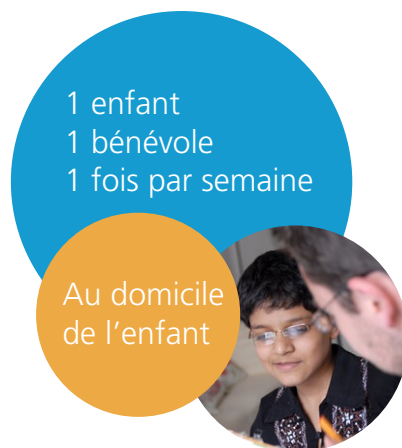 1 enfant
1 bénévole
1 fois par semaine
Au domicile
de l’enfant